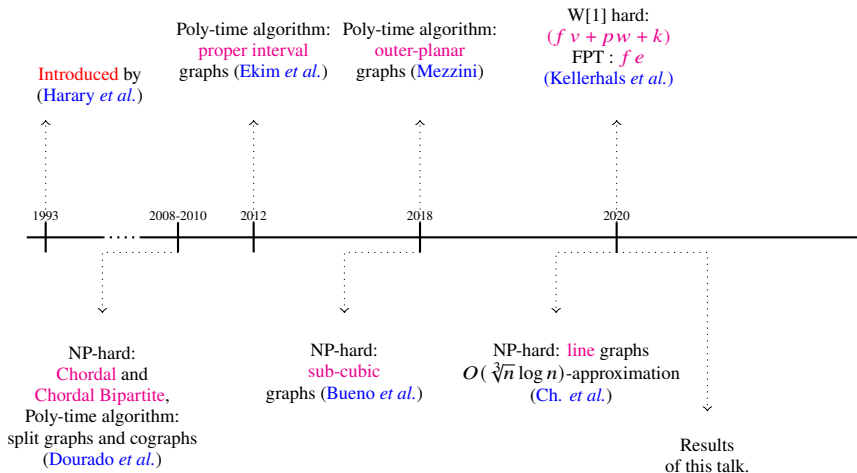 Introduced by
(Harary et al.)
Poly-time algorithm:
proper interval
graphs (Ekim et al.)
Poly-time algorithm:
outer-planar
graphs (Mezzini)
W[1] hard:
(fv + pw + k)
FPT : fe
(Kellerhals et al.)
1993
2008-2010
2012
2018
2020
NP-hard:
Chordal and
Chordal Bipartite,
Poly-time algorithm:
split graphs and cographs
(Dourado et al.)
NP-hard:
sub-cubic
graphs (Bueno et al.)
NP-hard: line graphs
O(∛n log n)-approximation
(Ch. et al.)
Results
of this talk.